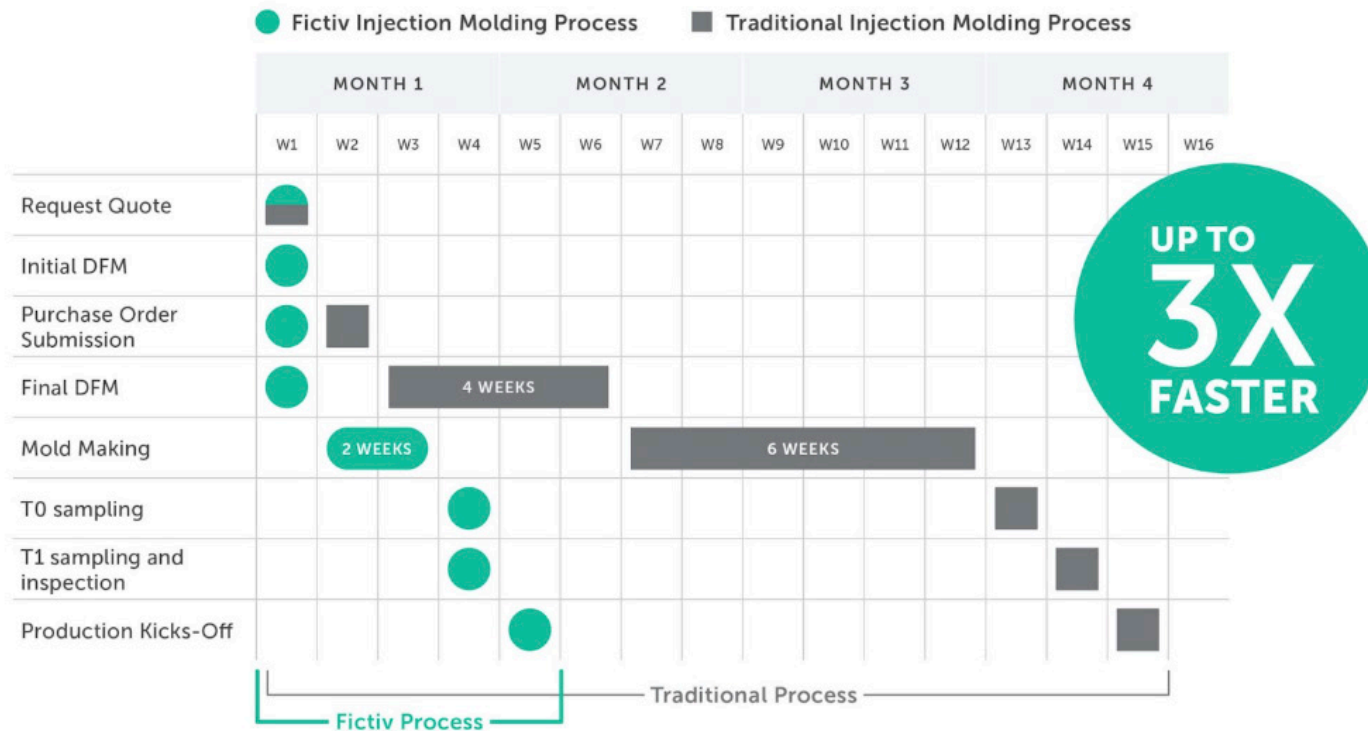 Fictiv Injection Molding Process Traditional Injection Molding Process
MONTH 1 MONTH 2 MONTH 3 MONTH 4
W1 W2 W3 W4 W5 W6 W7 W8 W9 W10 W11 W12 W13 W14 W15 W16
Request Quote
Initial DFM
Purchase Order
Submission
Final DFM
4 WEEKS
Mold Making
2 WEEKS
6 WEEKS
T0 sampling
T1 sampling and
inspection
Production Kicks-Off
UP TO
3X
FASTER
Traditional Process
Fictiv Process